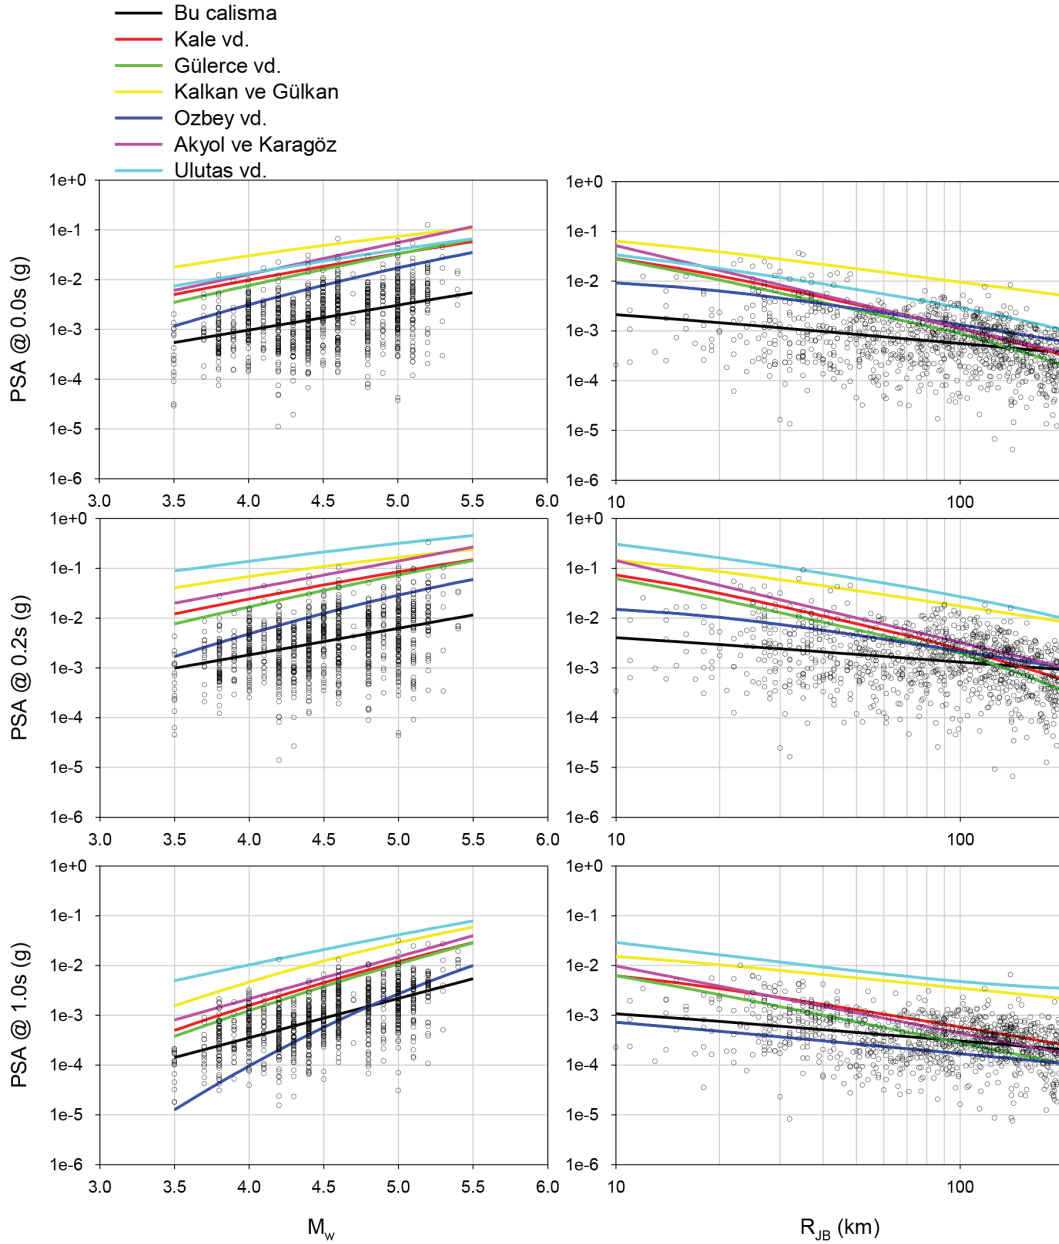 Bu calisma
Kale vd.
Gülerce vd.
Kalkan ve Gülkan
Ozbey vd.
Akyol ve Karagöz
Ulutas vd.
1e+0
1e-1
1e-2
1e-3
1e-4
1e-5
1e-6
PSA @ 0.0s (g)
3.0 3.5 4.0 4.5 5.0 5.5 6.0
1e+0
1e-1
1e-2
1e-3
1e-4
1e-5
1e-6
10 100
1e+0
1e-1
1e-2
1e-3
1e-4
1e-5
1e-6
PSA @ 0.2s (g)
3.0 3.5 4.0 4.5 5.0 5.5 6.0
1e+0
1e-1
1e-2
1e-3
1e-4
1e-5
1e-6
10 100
1e+0
1e-1
1e-2
1e-3
1e-4
1e-5
1e-6
PSA @ 1.0s (g)
3.0 3.5 4.0 4.5 5.0 5.5 6.0
Mw
1e+0
1e-1
1e-2
1e-3
1e-4
1e-5
1e-6
10 100
RJB (km)